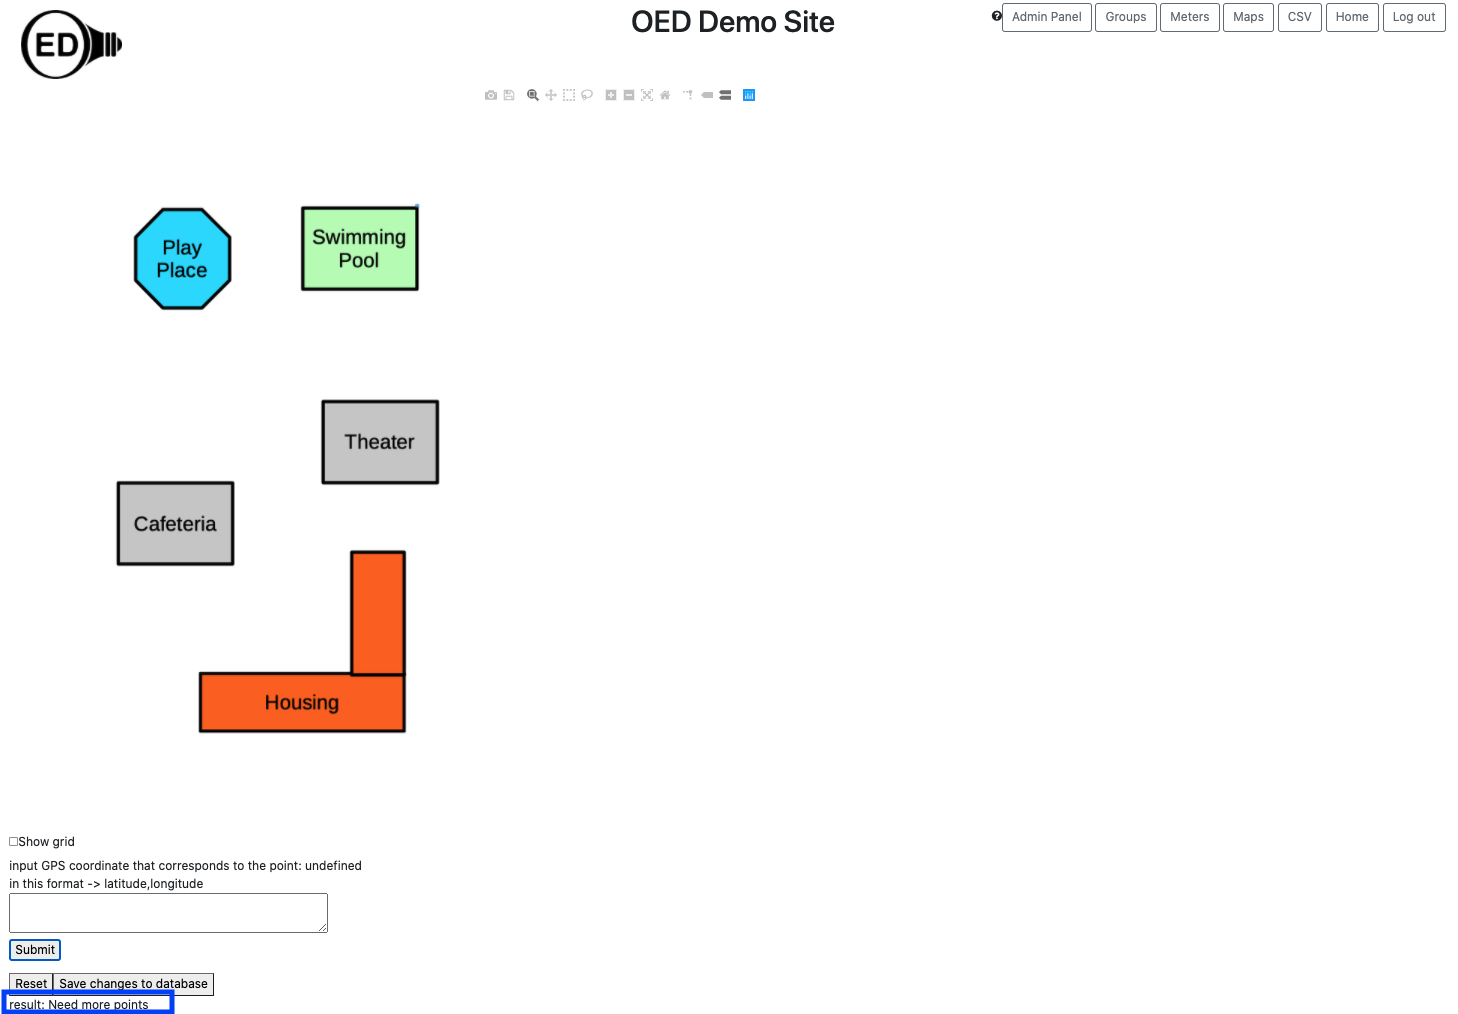 ED
OED Demo Site
Admin Panel
Groups
Meters
Maps
CSV
Home
Log out
Play
Place
Swimming
Pool
Theater
Cafeteria
Housing
Show grid
input GPS coordinate that corresponds to the point: undefined
in this format -> latitude,longitude
Submit
Reset
Save changes to database
result: Need more points